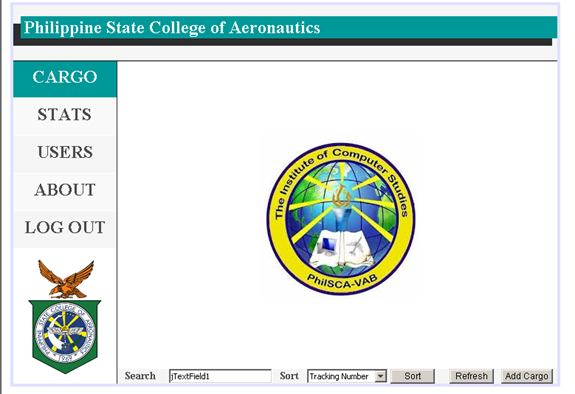 Philippine State College of Aeronautics
CARGO
STATS
USERS
ABOUT
LOG OUT
The Institute of Computer Studies
PhilSCA-VAB
PHILIPPINE STATE COLLEGE OF AERONAUTICS
Search jTextField1 Sort Tracking Number Sort Refresh Add Cargo